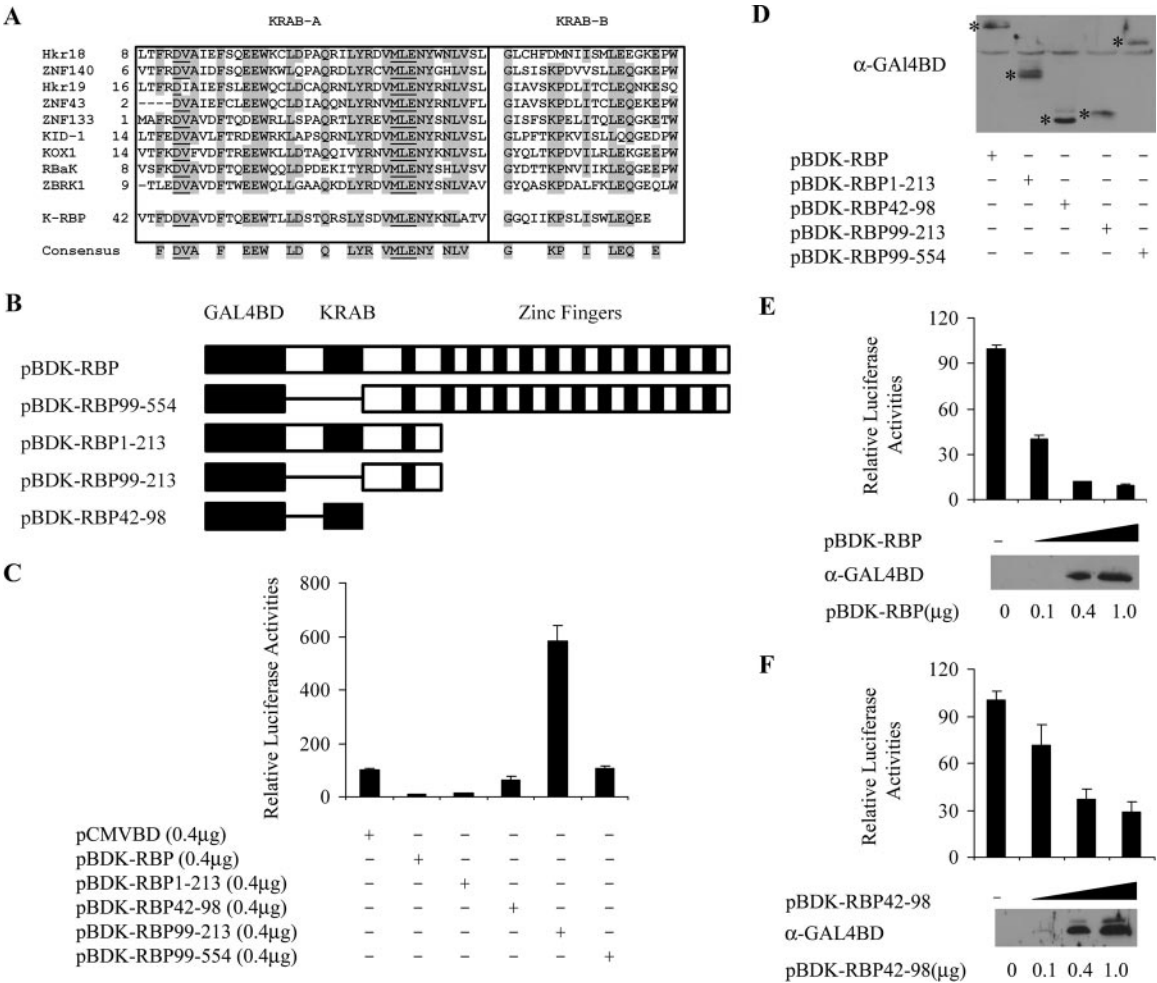 A
KRAB-A KRAB-B
Hkr18 8 LTFRDVAIEFSQEEWKCLDPAQRILYRDVMLENYWNLVSL GLCHFDMNIISMLEEGKEPW
ZNF140 6 VTFRDVAIDFSQEEWKCLQPAQRDLYRCVMLENYGHLVSL GLSISKPDVVSLLEQGKEPW
Hkr19 16 LTFRDIAIEFSLEEWQCLDTAQRNLYRNVMLENYRNLVFL GIAVSKPDLITCLEQNKESQ
ZNF43 2 ----DVAIEFCLEEWQCLDIAQQNLYRNVMLENYRNLVFL GIAVSKPDLITCLEQEKEPW
ZNF133 1 MAFRDVAVDFTQDEWRLLSPAQRTLYREVMLENYSNLVSL GISFSKPELITQLEQGKETW
KID-1 14 LTFEDVAVLFTREEWRKLAPSQRNLYRDVMLENYRNLVSL GLPFTKPKVISLLQQGEDPW
KOX1 14 VTFKDVFVDFTREEWKLLDTAQQIVYRNVMLENYKNLVSL GYQLTKPDVILRLEKGEEPW
RBaK 8 VSFKDVAVDFTQEEWQQLDPDEKITYRDVMLENYSHLVSV GYDTTKPNVIIKLEQGEEPW
ZBRK1 9 -TLEDVAVDFTWEEWQLLGAAQKDLYRDVMLENYSNLVAV GYQASKPDALFKLEQGEQLW
K-RBP 42 VTFDDVAVDFTQEEWTLLDSTQRSLYSDVMLENYKNLATV GGQIIKPSLISWLEQEE
Consensus F DVA F EEW LD Q LYRDVMLENY NLV G KP I LEQ E
B
GAL4BD KRAB Zinc Fingers
pBDK-RBP
pBDK-RBP99-554
pBDK-RBP1-213
pBDK-RBP99-213
pBDK-RBP42-98
C
Relative Luciferase Activities
800
600
400
200
0
pCMVBD (0.4µg) + – – – – –
pBDK-RBP (0.4µg) – + – – – –
pBDK-RBP1-213 (0.4µg) – – + – – –
pBDK-RBP42-98 (0.4µg) – – – + – –
pBDK-RBP99-213 (0.4µg) – – – – + –
pBDK-RBP99-554 (0.4µg) – – – – – +
D
α-GAl4BD
* * * * *
pBDK-RBP + – – – –
pBDK-RBP1-213 – + – – –
pBDK-RBP42-98 – – + – –
pBDK-RBP99-213 – – – + –
pBDK-RBP99-554 – – – – +
E
Relative Luciferase
Activities
120
90
60
30
0
pBDK-RBP –
α-GAL4BD
pBDK-RBP(µg) 0 0.1 0.4 1.0
F
Relative Luciferase
Activities
120
90
60
30
0
pBDK-RBP42-98 –
α-GAL4BD
pBDK-RBP42-98(µg) 0 0.1 0.4 1.0